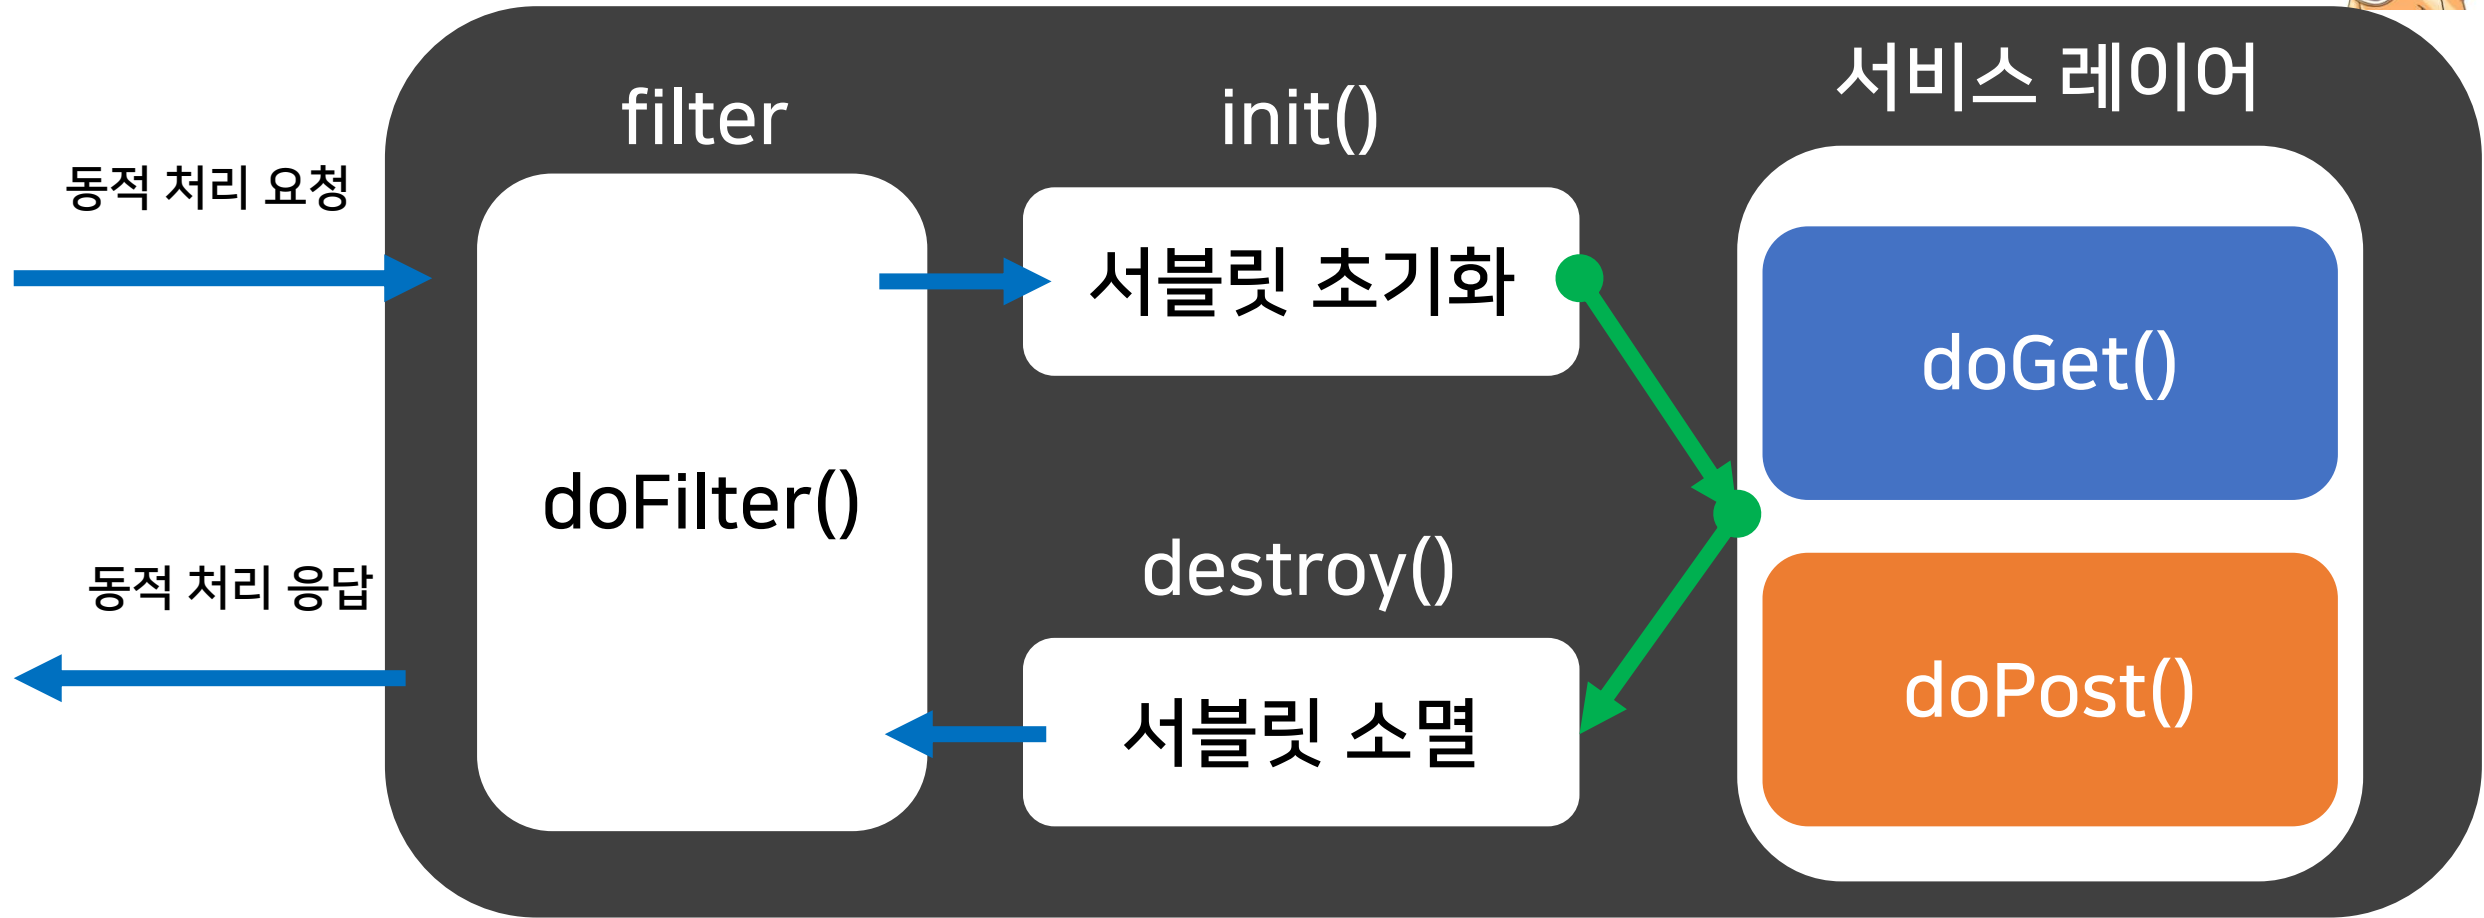 동적 처리 요청
동적 처리 응답
filter
doFilter()
init()
서블릿 초기화
destroy()
서블릿 소멸
서비스 레이어
doGet()
doPost()